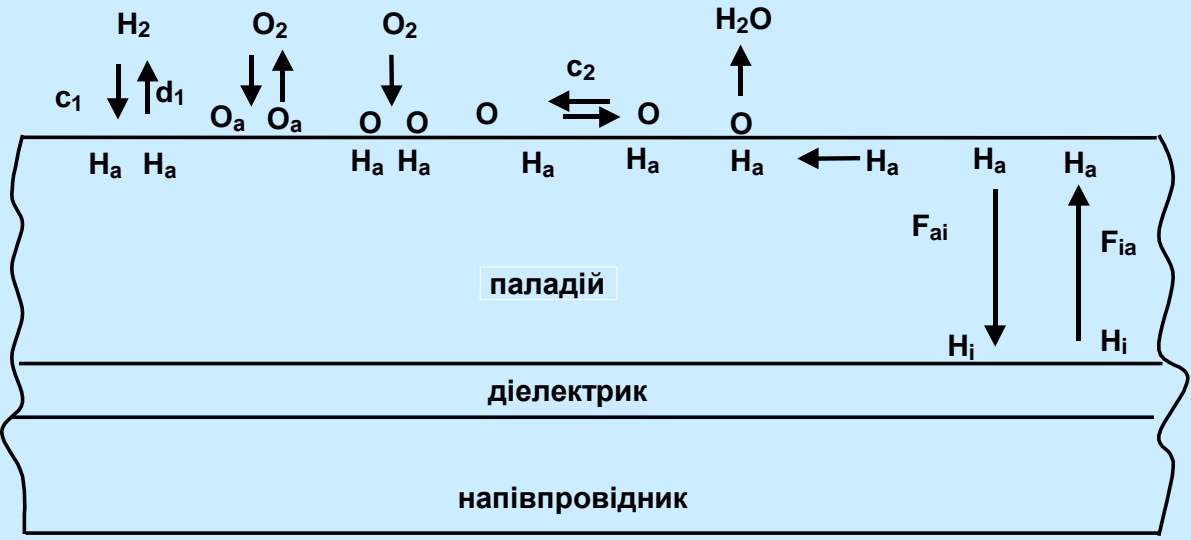 H₂ O₂ O₂ H₂O
c₁ d₁ c₂
Oₐ Oₐ O O O O O
Hₐ Hₐ Hₐ Hₐ Hₐ Hₐ Hₐ Hₐ Hₐ Hₐ
Fₐᵢ Fᵢₐ
паладій
Hᵢ Hᵢ
діелектрик
напівпровідник